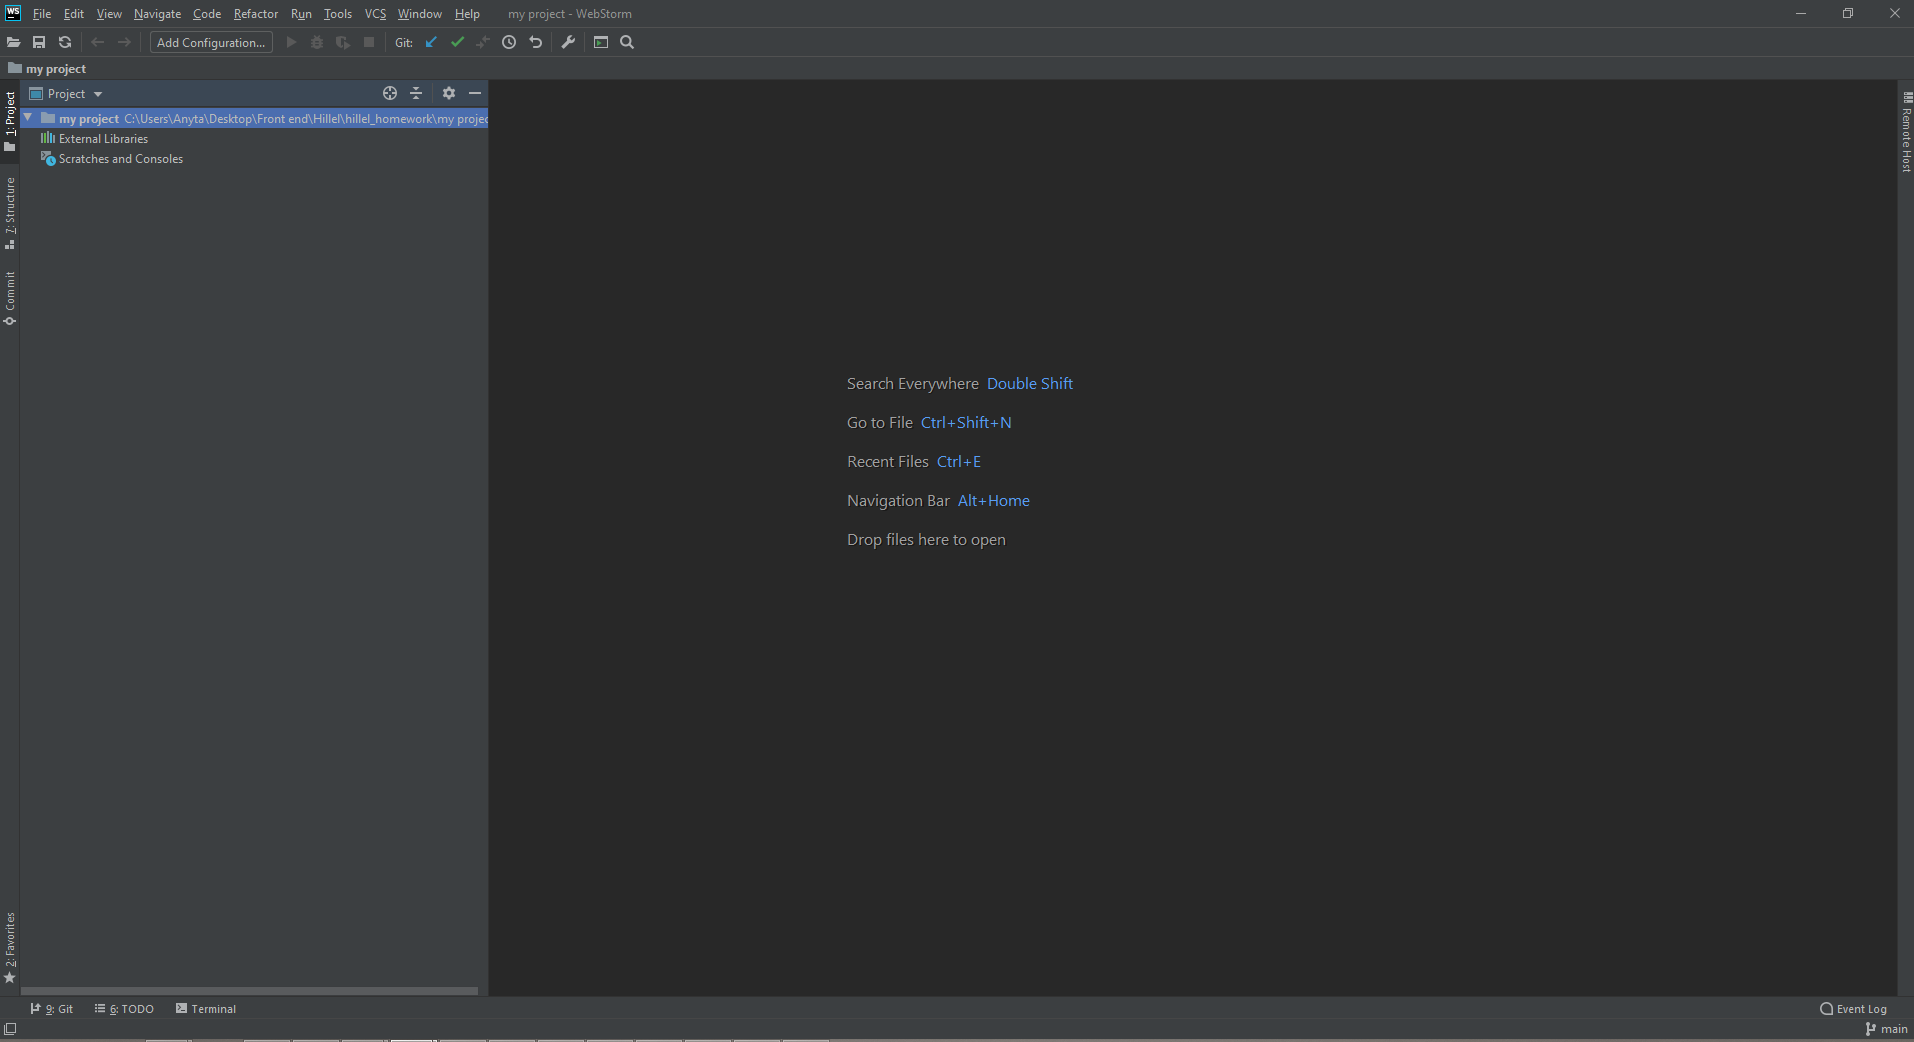 WS File Edit View Navigate Code Refactor Run Tools VCS Window Help my project - WebStorm
Add Configuration... Git:
my project
Project
my project C:\Users\Anyta\Desktop\Front end\Hillel\hillel_homework\my projec
External Libraries
Scratches and Consoles
1: Project
7: Structure
Commit
2: Favorites
Search Everywhere Double Shift
Go to File Ctrl+Shift+N
Recent Files Ctrl+E
Navigation Bar Alt+Home
Drop files here to open
Remote Host
9: Git 6: TODO Terminal Event Log
main